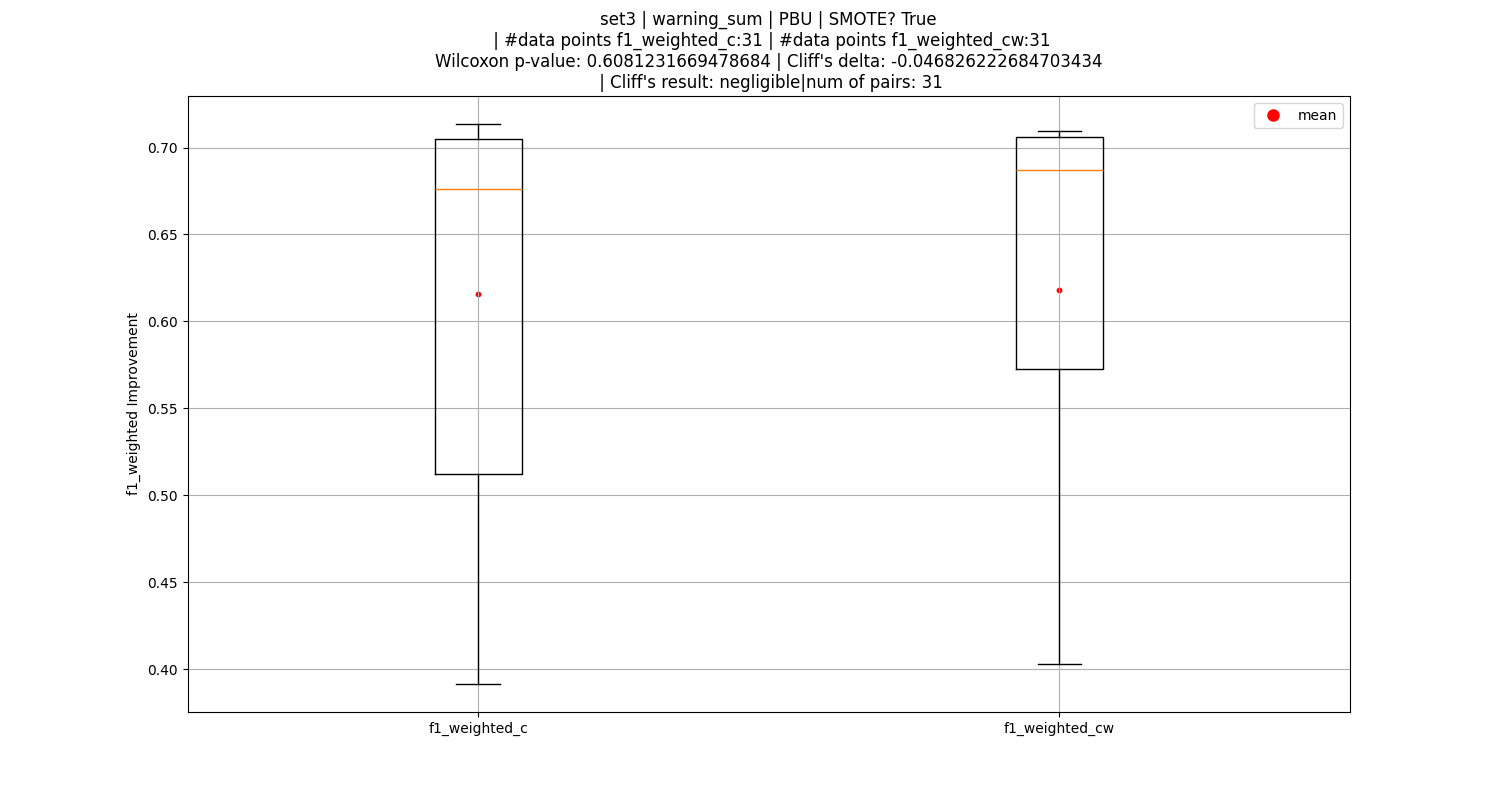 set3 | warning_sum | PBU | SMOTE? True
| #data points f1_weighted_c:31 | #data points f1_weighted_cw:31
Wilcoxon p-value: 0.6081231669478684 | Cliff's delta: -0.046826222684703434
| Cliff's result: negligible|num of pairs: 31
mean
0.70
0.65
0.60
0.55
0.50
0.45
0.40
f1_weighted Improvement
f1_weighted_c
f1_weighted_cw